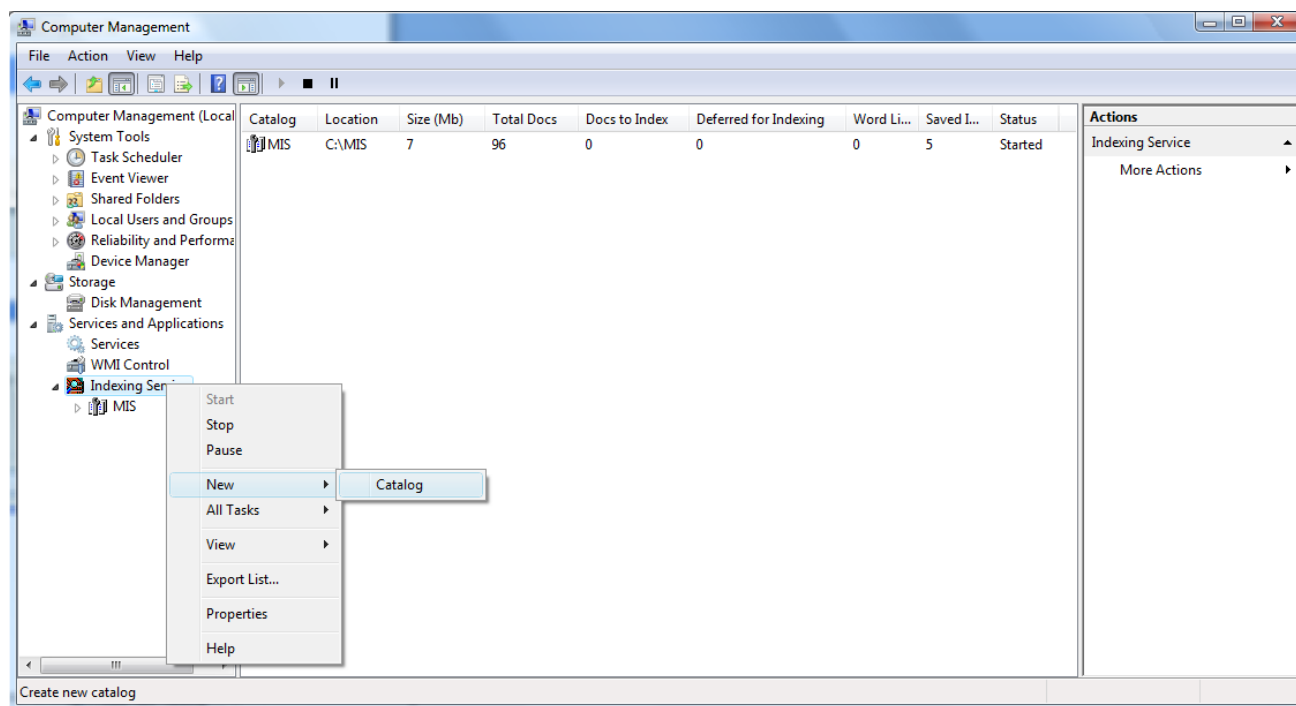 Computer Management
File Action View Help
Computer Management (Local
System Tools
Task Scheduler
Event Viewer
Shared Folders
Local Users and Groups
Reliability and Performa
Device Manager
Storage
Disk Management
Services and Applications
Services
WMI Control
Indexing Ser
MIS
Catalog Location Size (Mb) Total Docs Docs to Index Deferred for Indexing Word Li... Saved I... Status
MIS C:\MIS 7 96 0 0 0 5 Started
Start
Stop
Pause
New
All Tasks
View
Export List...
Properties
Help
Catalog
Actions
Indexing Service
More Actions
Create new catalog